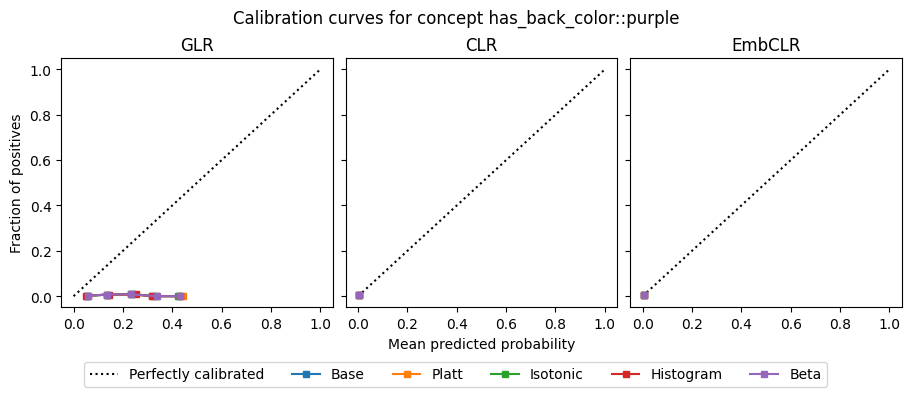 Calibration curves for concept has_back_color::purple
GLR
CLR
EmbCLR
Fraction of positives
1.0
0.8
0.6
0.4
0.2
0.0
0.0 0.2 0.4 0.6 0.8 1.0
0.0 0.2 0.4 0.6 0.8 1.0
0.0 0.2 0.4 0.6 0.8 1.0
Mean predicted probability
Perfectly calibrated Base Platt Isotonic Histogram Beta